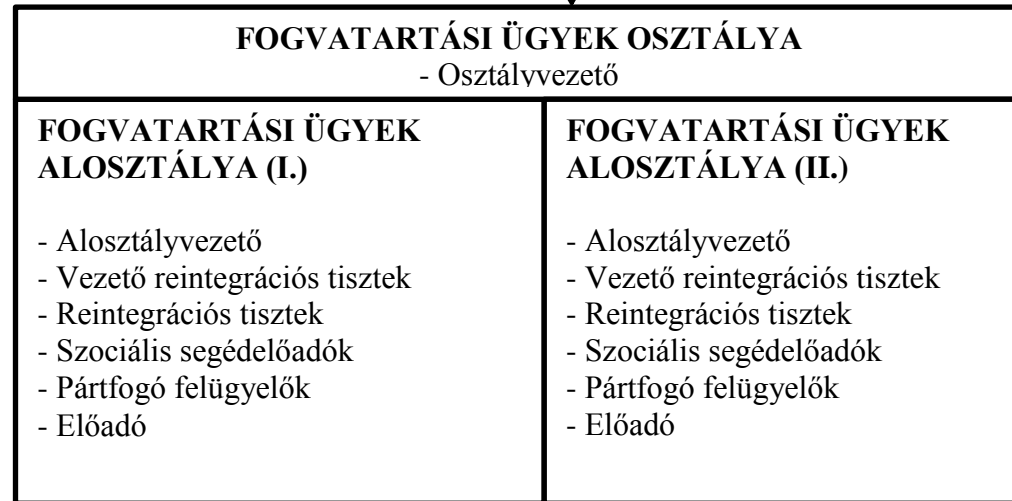 FOGVATARTÁSI ÜGYEK OSZTÁLYA
- Osztályvezető
FOGVATARTÁSI ÜGYEK
ALOSZTÁLYA (I.)
- Alosztályvezető
- Vezető reintegrációs tisztek
- Reintegrációs tisztek
- Szociális segédelőadók
- Pártfogó felügyelők
- Előadó
FOGVATARTÁSI ÜGYEK
ALOSZTÁLYA (II.)
- Alosztályvezető
- Vezető reintegrációs tisztek
- Reintegrációs tisztek
- Szociális segédelőadók
- Pártfogó felügyelők
- Előadó